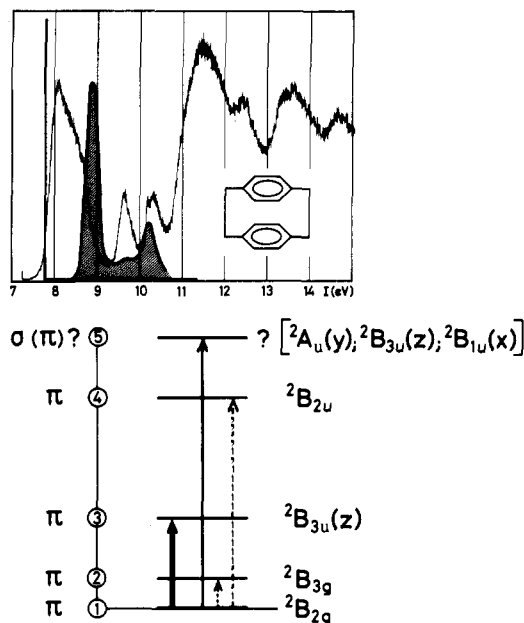 7 8 9 10 11 12 13 14 I(eV)
σ(π)? ⑤ ? [²Aᵤ(y);²B₃ᵤ(z);²B₁ᵤ(x)]
π ④ ²B₂ᵤ
π ③ ²B₃ᵤ(z)
π ② ²B₃g
π ① ²B₂g